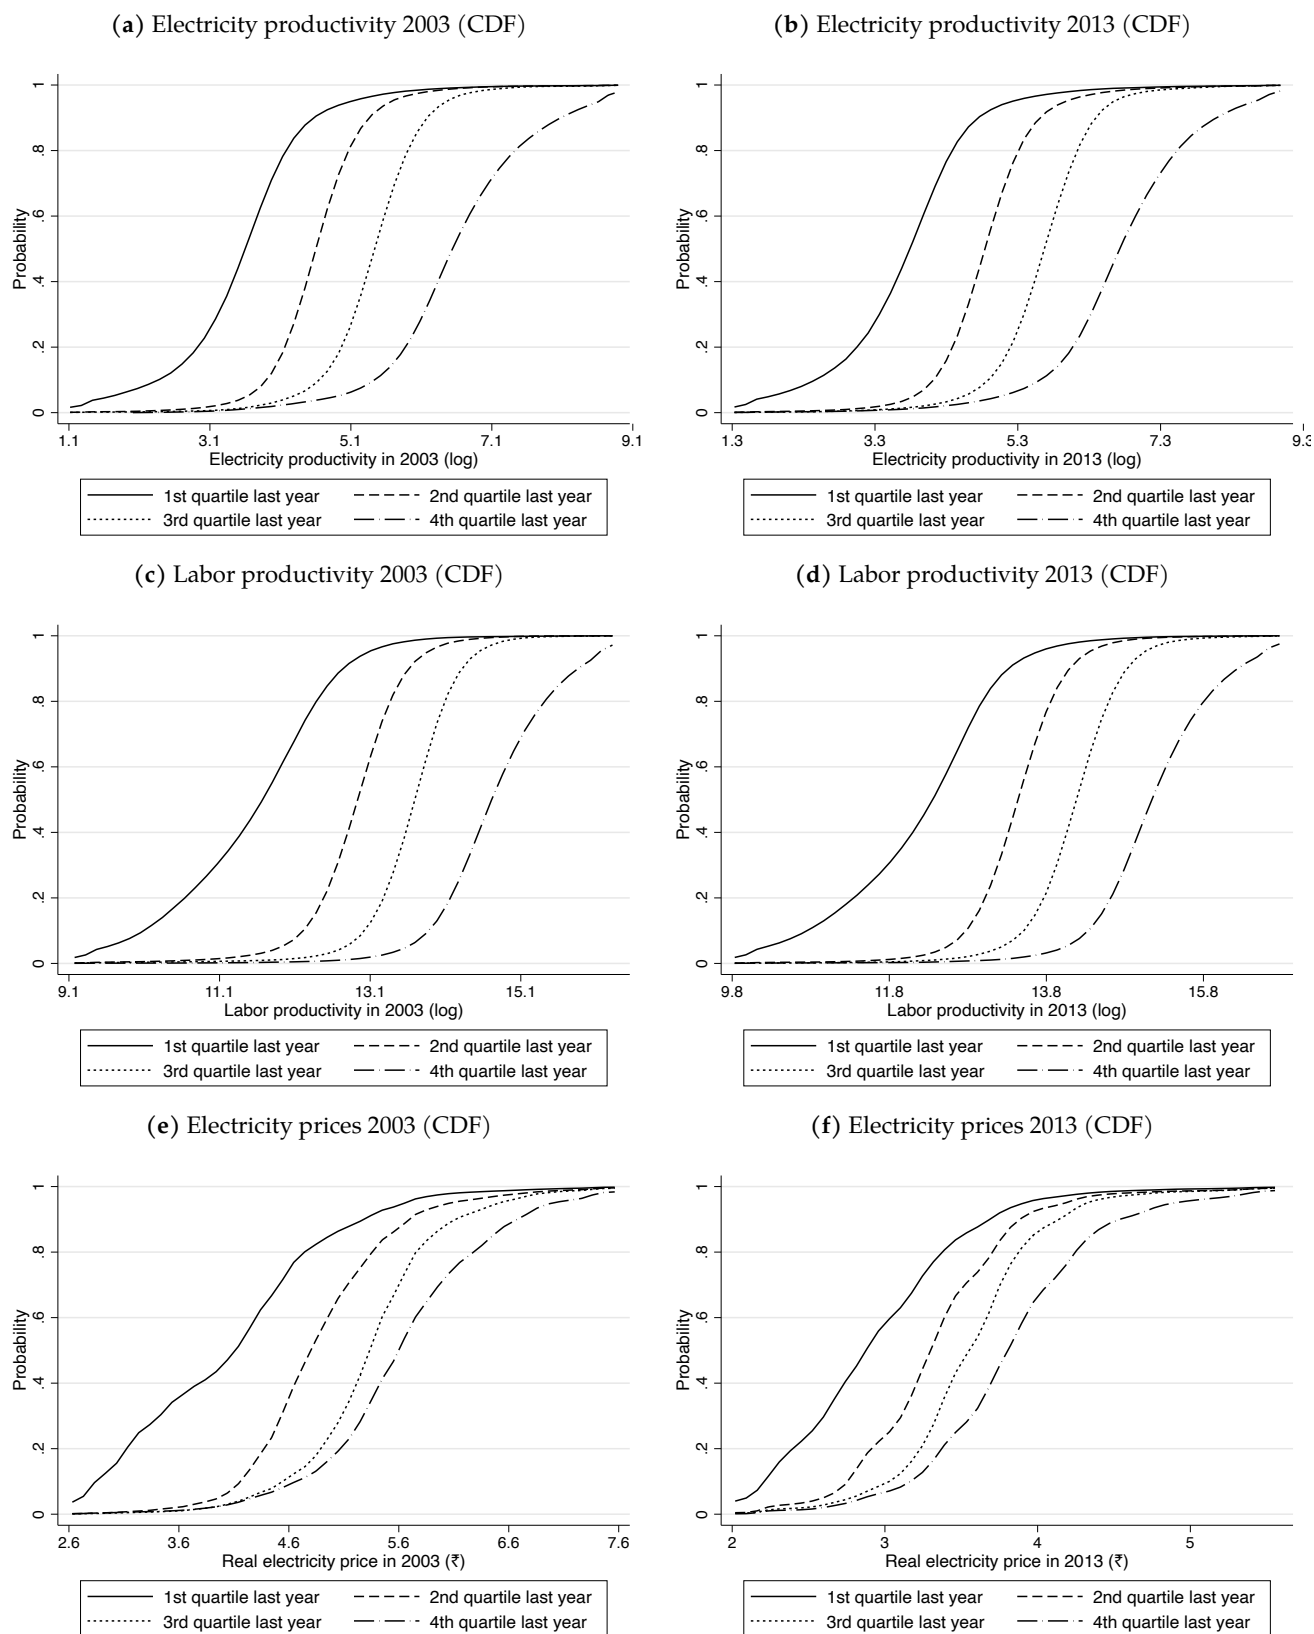 (a) Electricity productivity 2003 (CDF)
(b) Electricity productivity 2013 (CDF)
Probability
1
.8
.6
.4
.2
0
1.1 3.1 5.1 7.1 9.1
Electricity productivity in 2003 (log)
1st quartile last year 2nd quartile last year
3rd quartile last year 4th quartile last year
Probability
1
.8
.6
.4
.2
0
1.3 3.3 5.3 7.3 9.3
Electricity productivity in 2013 (log)
1st quartile last year 2nd quartile last year
3rd quartile last year 4th quartile last year
(c) Labor productivity 2003 (CDF)
(d) Labor productivity 2013 (CDF)
Probability
1
.8
.6
.4
.2
0
9.1 11.1 13.1 15.1
Labor productivity in 2003 (log)
1st quartile last year 2nd quartile last year
3rd quartile last year 4th quartile last year
Probability
1
.8
.6
.4
.2
0
9.8 11.8 13.8 15.8
Labor productivity in 2013 (log)
1st quartile last year 2nd quartile last year
3rd quartile last year 4th quartile last year
(e) Electricity prices 2003 (CDF)
(f) Electricity prices 2013 (CDF)
Probability
1
.8
.6
.4
.2
0
2.6 3.6 4.6 5.6 6.6 7.6
Real electricity price in 2003 (₹)
1st quartile last year 2nd quartile last year
3rd quartile last year 4th quartile last year
Probability
1
.8
.6
.4
.2
0
2 3 4 5
Real electricity price in 2013 (₹)
1st quartile last year 2nd quartile last year
3rd quartile last year 4th quartile last year